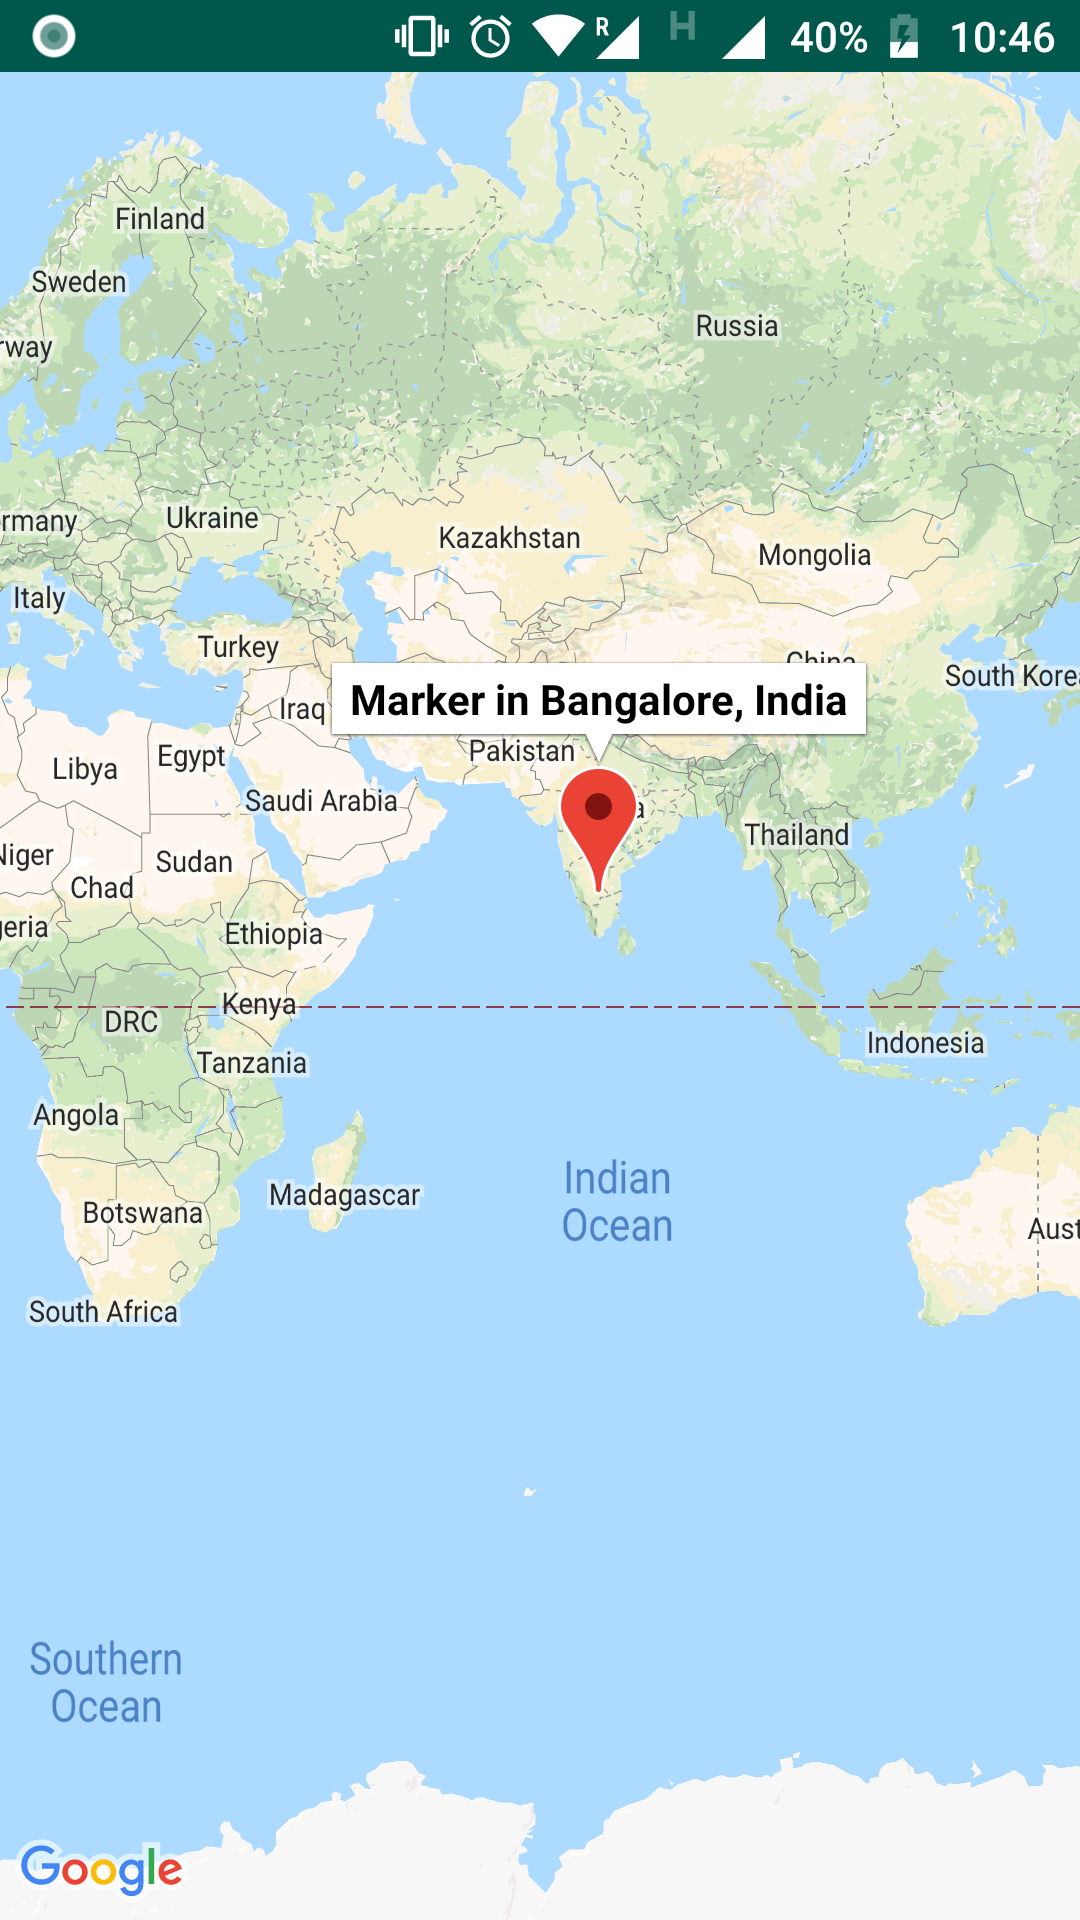 R H 40% 10:46
Finland
Sweden
rway
Russia
rmany
Ukraine
Kazakhstan
Mongolia
Italy
Turkey
China
South Kore
Iraq
Marker in Bangalore, India
Pakistan
Egypt
Libya
Saudi Arabia
a
Thailand
Niger
Sudan
Chad
geria
Ethiopia
Kenya
DRC
Indonesia
Tanzania
Angola
Indian
Ocean
Madagascar
Botswana
Aust
South Africa
Southern
Ocean
Google